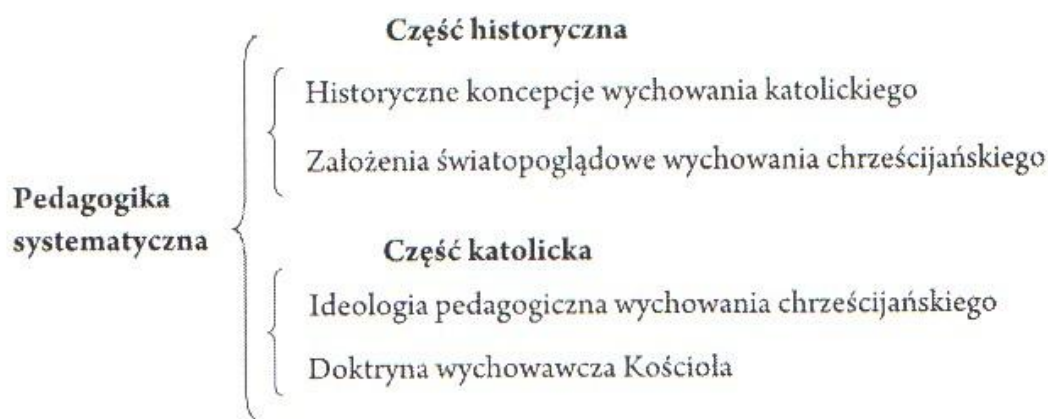 Pedagogika
systematyczna
Część historyczna
Historyczne koncepcje wychowania katolickiego
Założenia światopoglądowe wychowania chrześcijańskiego
Część katolicka
Ideologia pedagogiczna wychowania chrześcijańskiego
Doktryna wychowawcza Kościoła